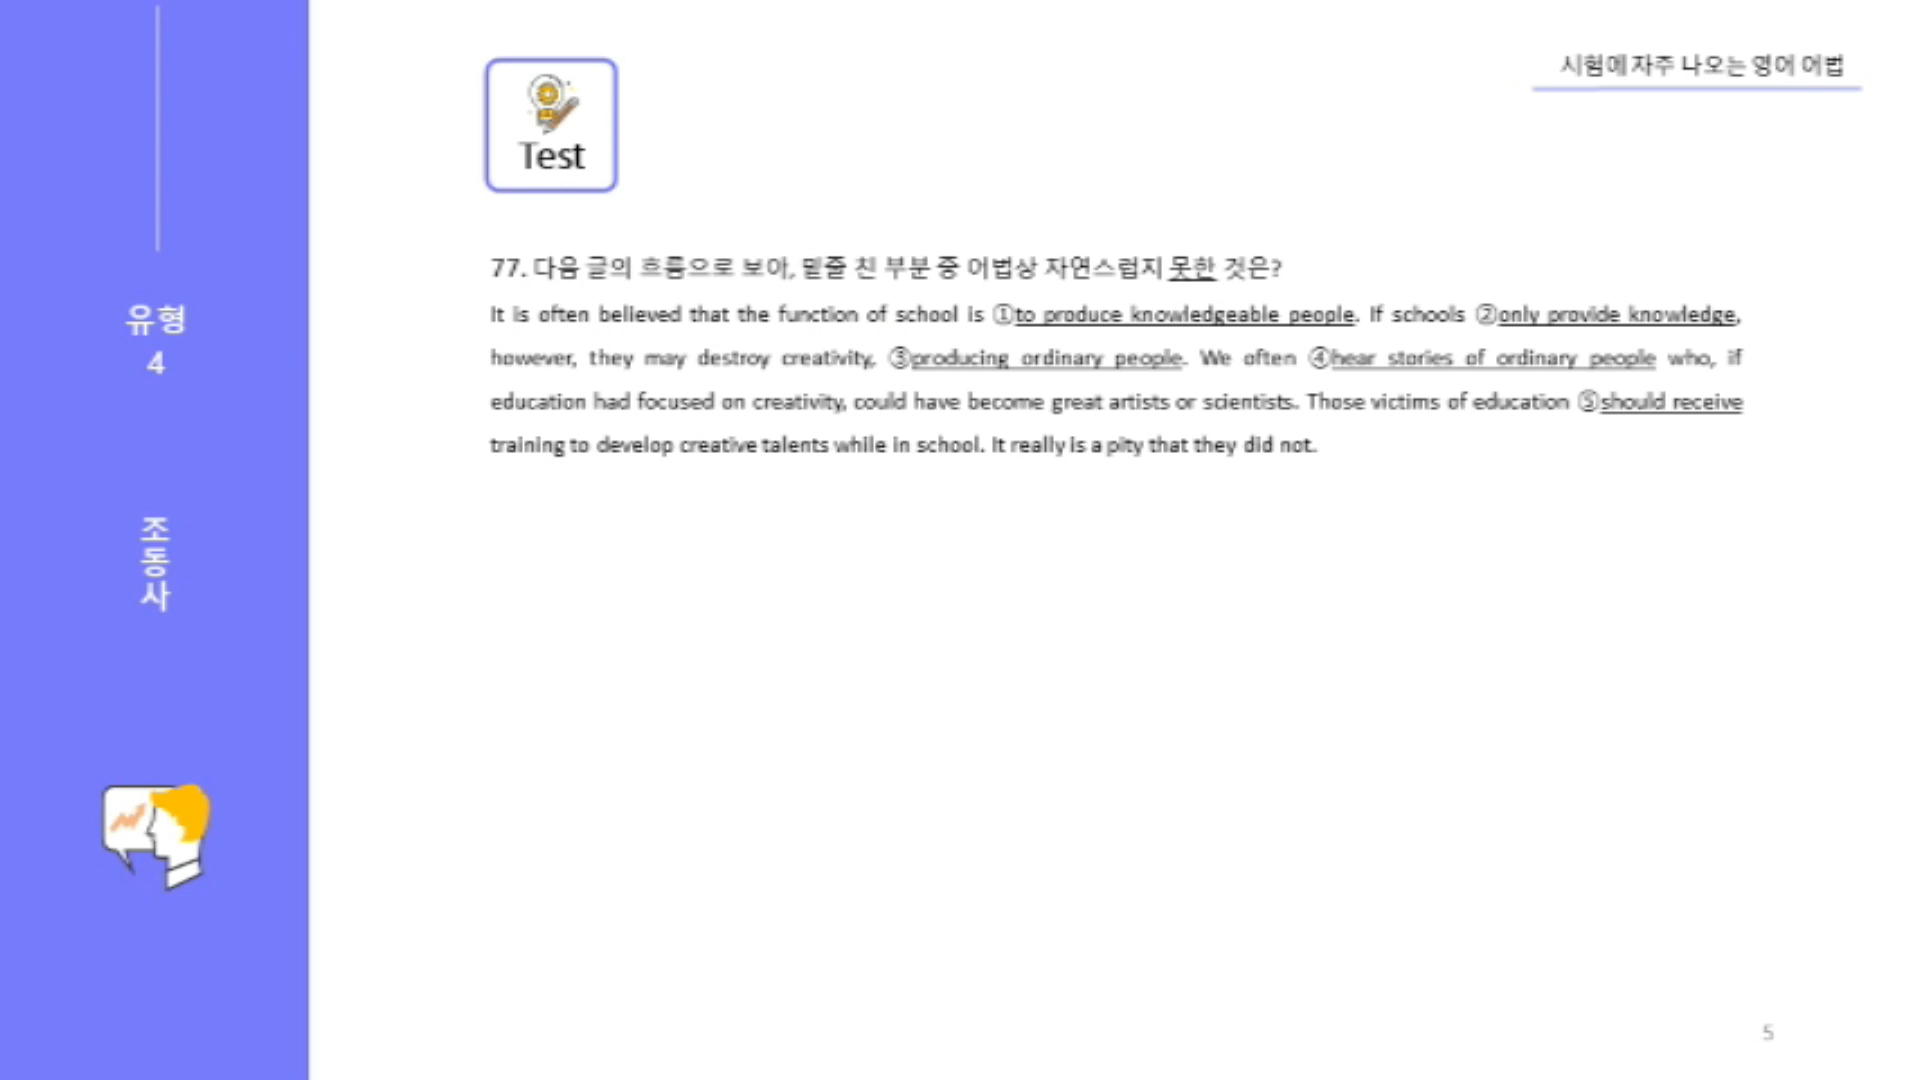 시험에 자주 나오는 영어 어법
Test
유형
4
조동사
77. 다음 글의 흐름으로 보아, 밑줄 친 부분 중 어법상 자연스럽지 못한 것은?
It is often believed that the function of school is ①to produce knowledgeable people. If schools ②only provide knowledge,
however, they may destroy creativity, ③producing ordinary people. We often ④hear stories of ordinary people who, if
education had focused on creativity, could have become great artists or scientists. Those victims of education ⑤should receive
training to develop creative talents while in school. It really is a pity that they did not.
5